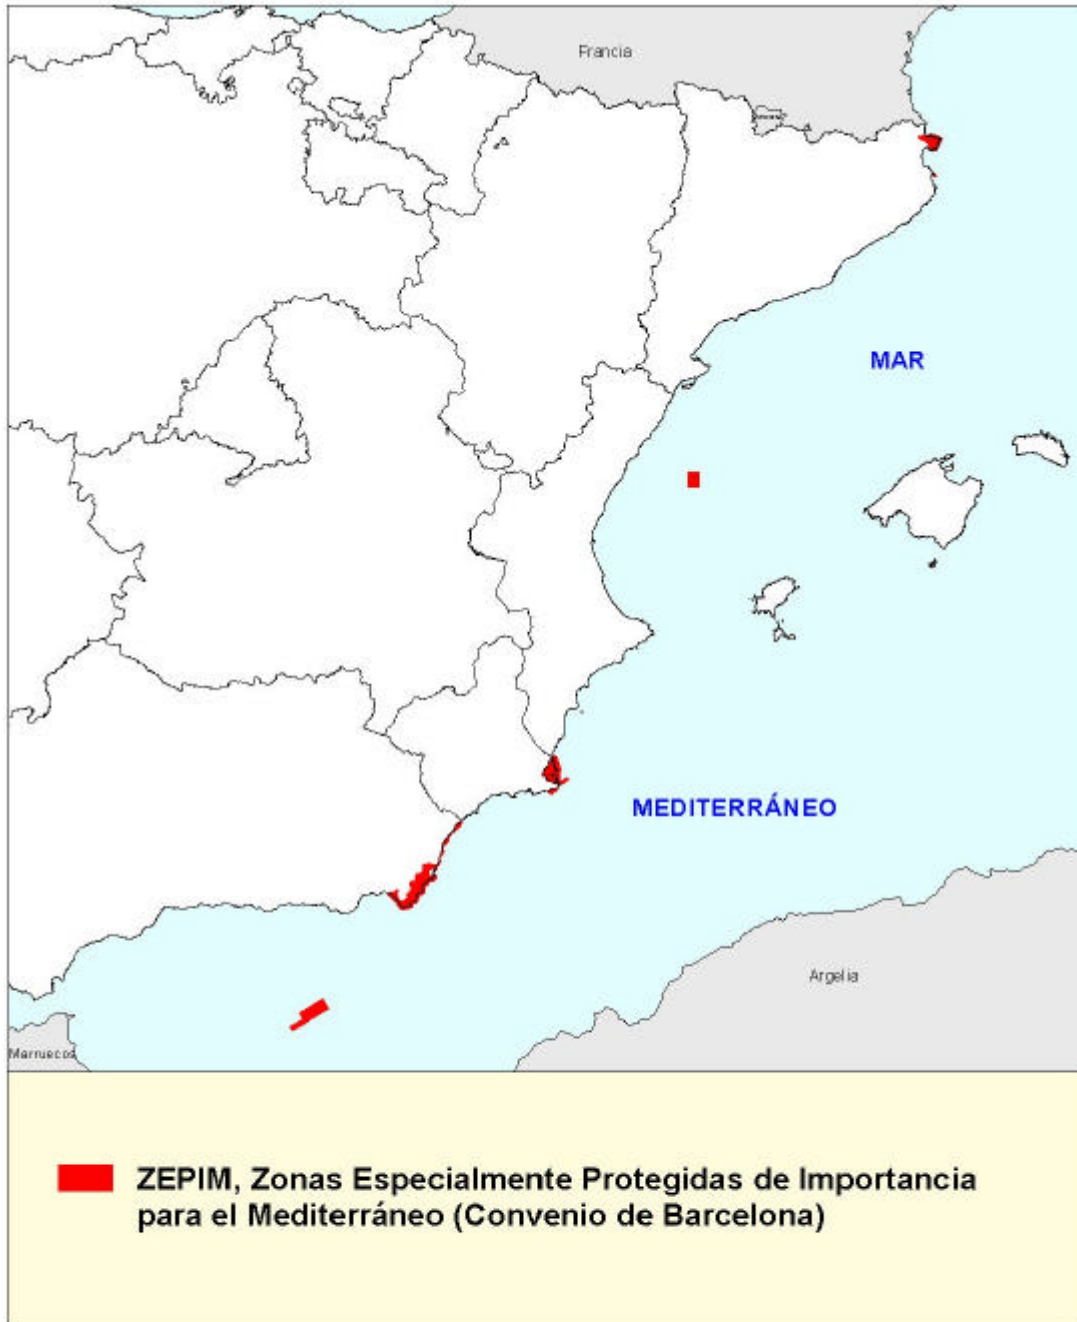 Francia
MAR
MEDITERRÁNEO
Argelia
Marruecos
ZEPIM, Zonas Especialmente Protegidas de Importancia
para el Mediterráneo (Convenio de Barcelona)